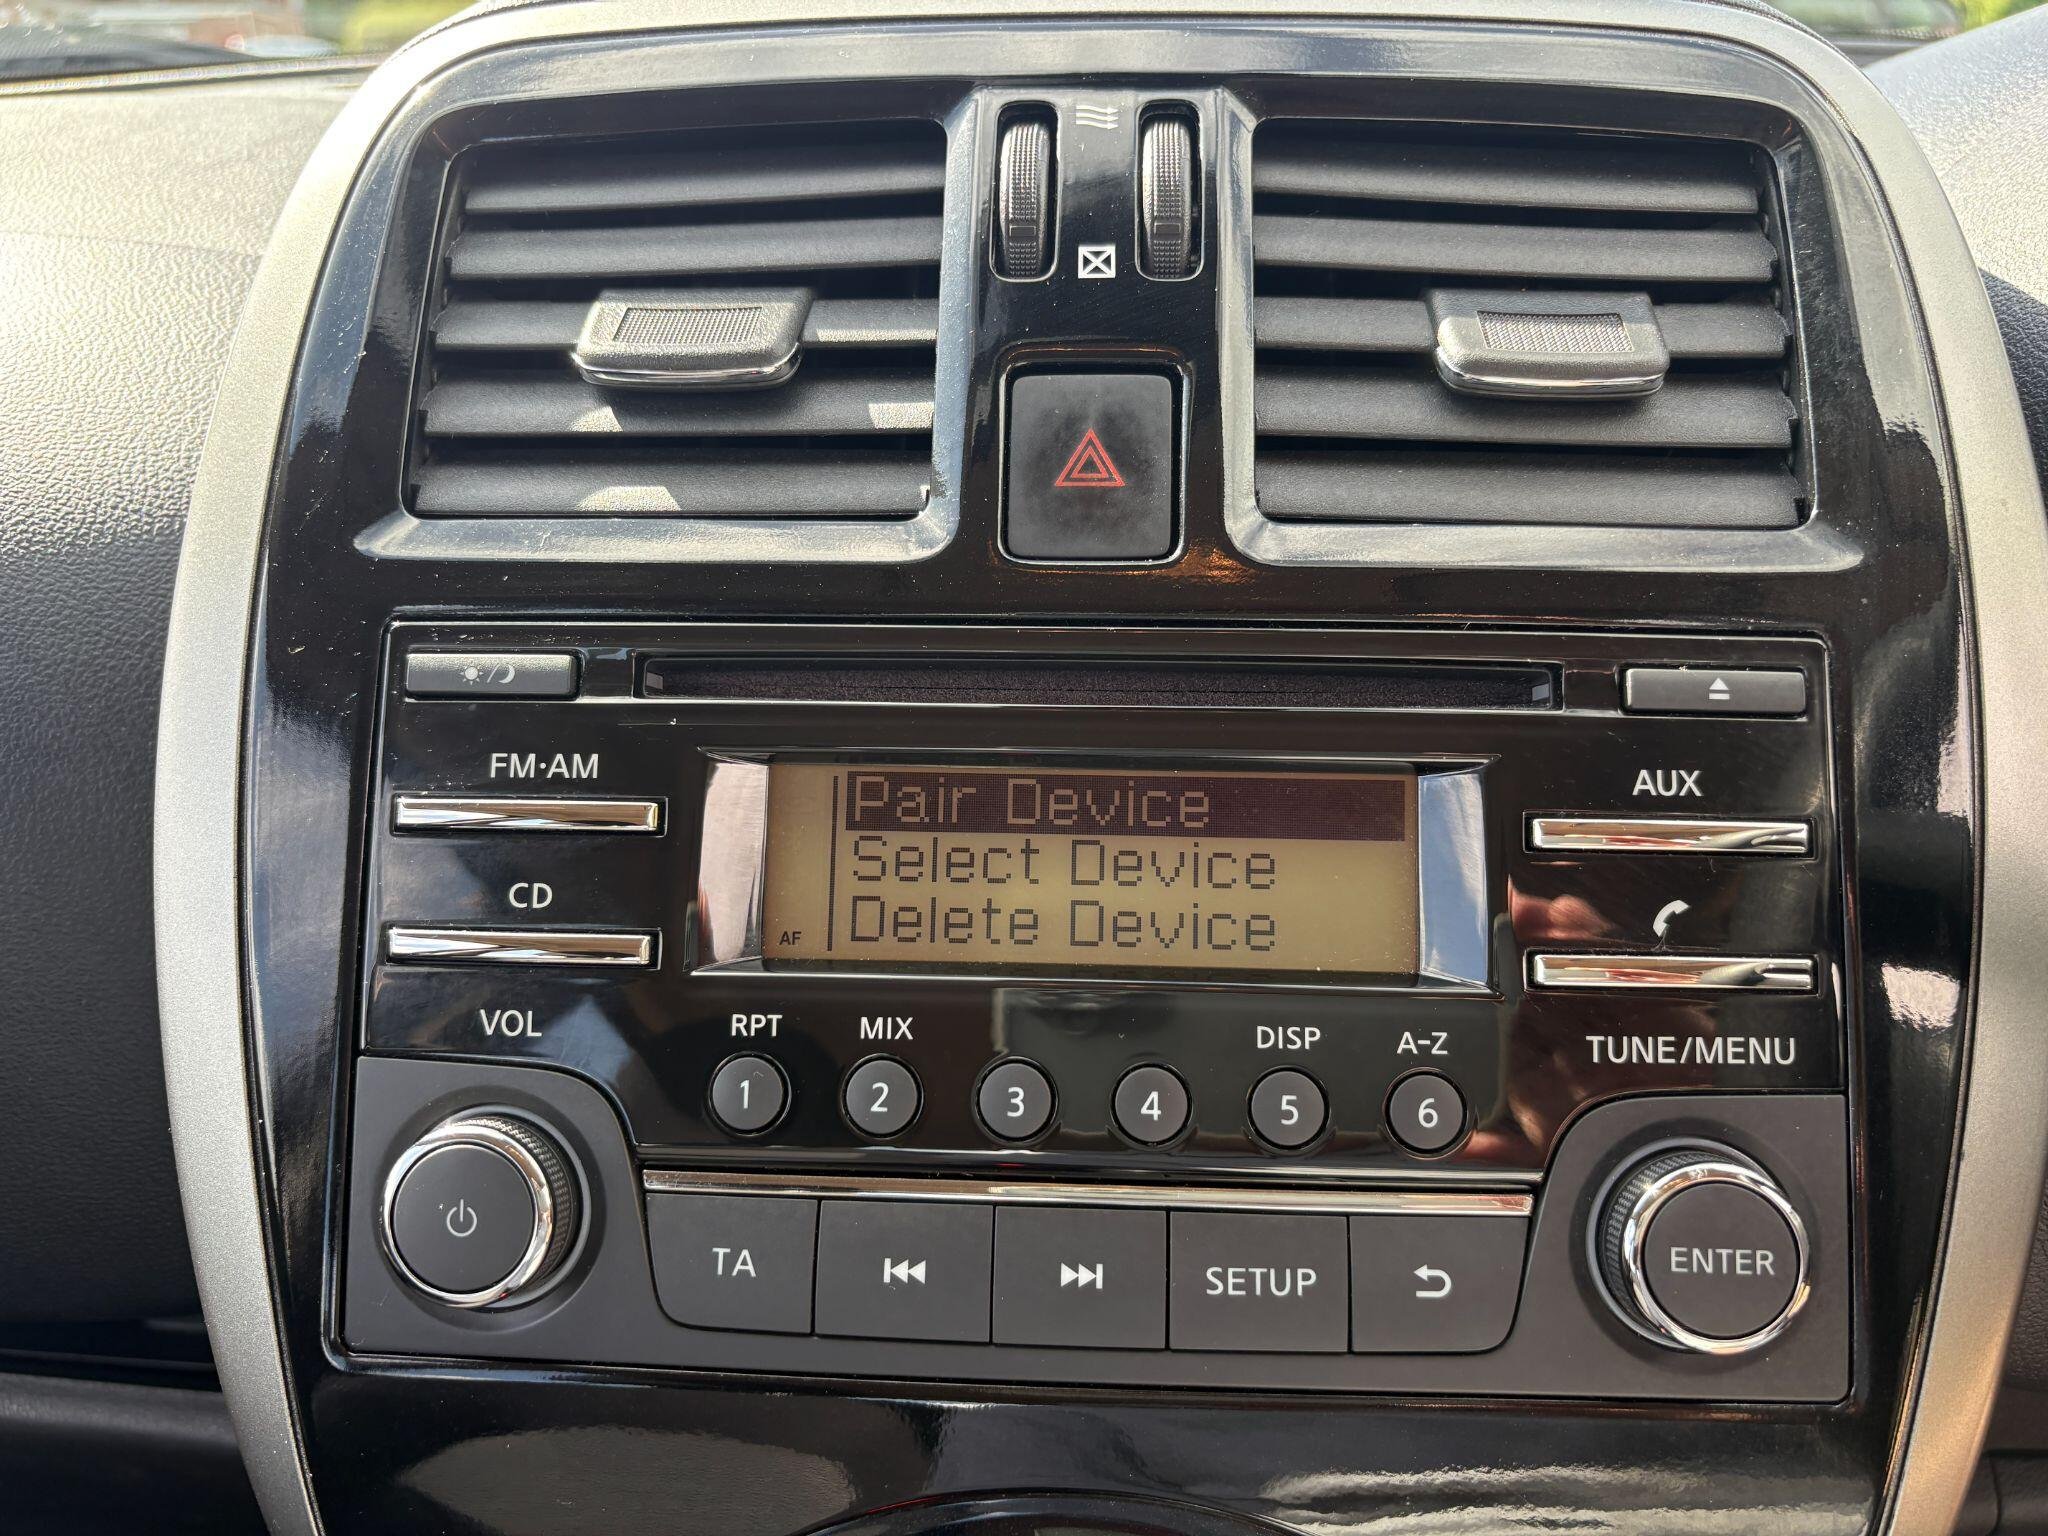 FM·AM
CD
VOL
Pair Device
Select Device
Delete Device
AF
AUX
TUNE/MENU
RPT
MIX
DISP
A-Z
1
2
3
4
5
6
TA
SETUP
ENTER